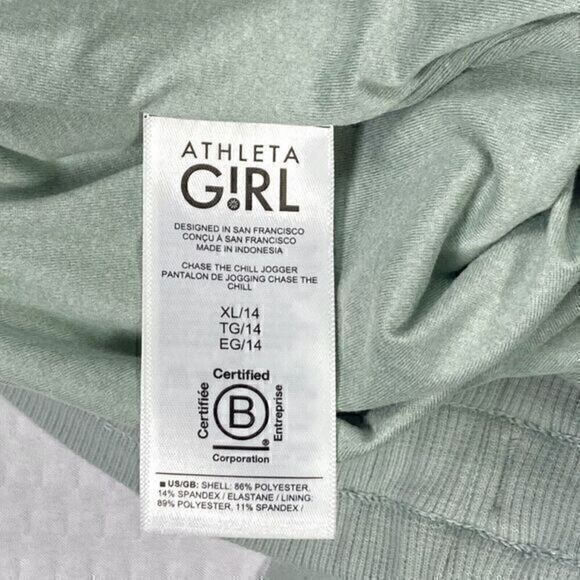 ATHLETA
G!RL
DESIGNED IN SAN FRANCISCO
CONÇU À SAN FRANCISCO
MADE IN INDONESIA
CHASE THE CHILL JOGGER
PANTALON DE JOGGING CHASE THE
CHILL
XL/14
TG/14
EG/14
Certified
Certifiée
B
®
Entreprise
Corporation
■ US/GB: SHELL: 86% POLYESTER,
14% SPANDEX / ELASTANE / LINING:
89% POLYESTER, 11% SPANDEX /